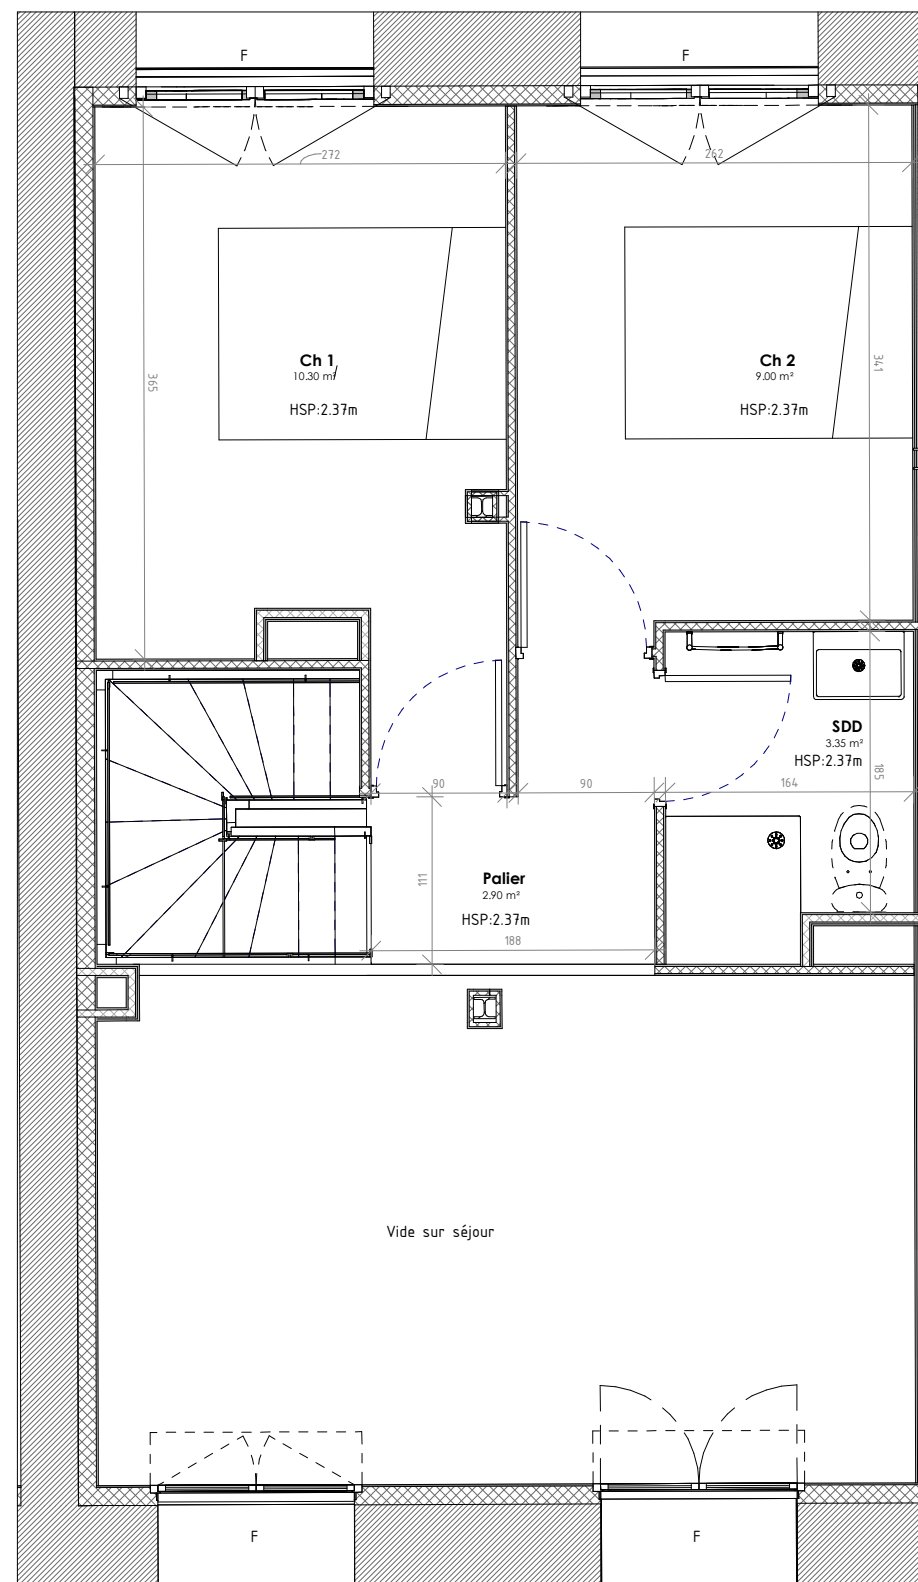 F
F
272
262
365
341
Ch 1
10.30 m²
HSP:2.37m
Ch 2
9.00 m²
HSP:2.37m
SDD
3.35 m²
HSP:2.37m
185
90
90
164
111
Palier
2.90 m²
HSP:2.37m
188
Vide sur séjour
F
F